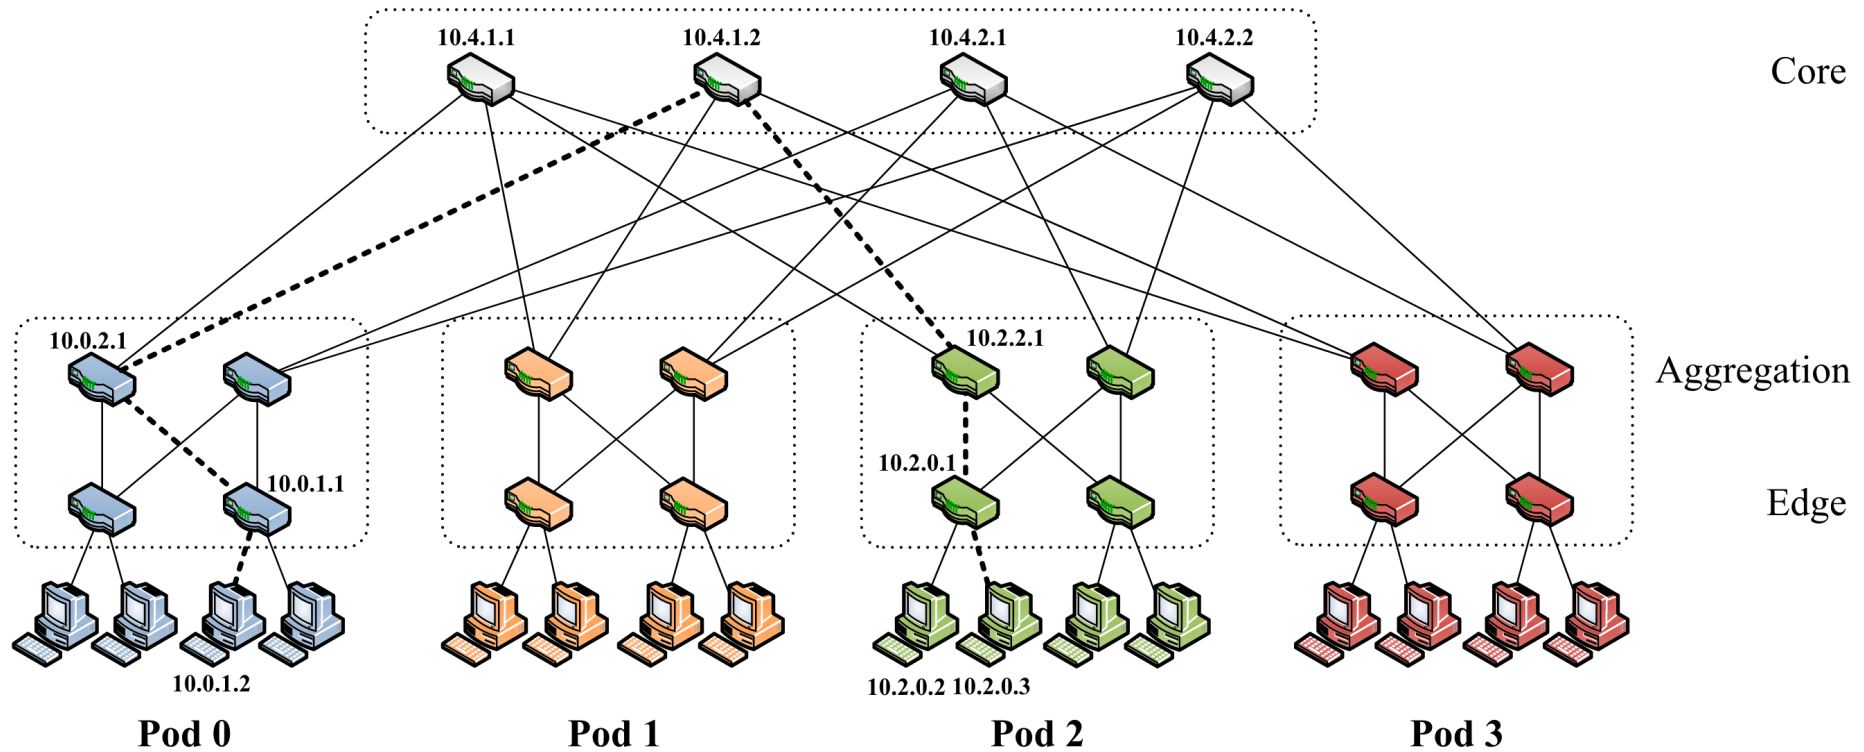 10.4.1.1 10.4.1.2 10.4.2.1 10.4.2.2
Core
10.0.2.1
10.2.2.1
Aggregation
10.2.0.1
10.0.1.1
Edge
10.0.1.2
10.2.0.2 10.2.0.3
Pod 0 Pod 1 Pod 2 Pod 3